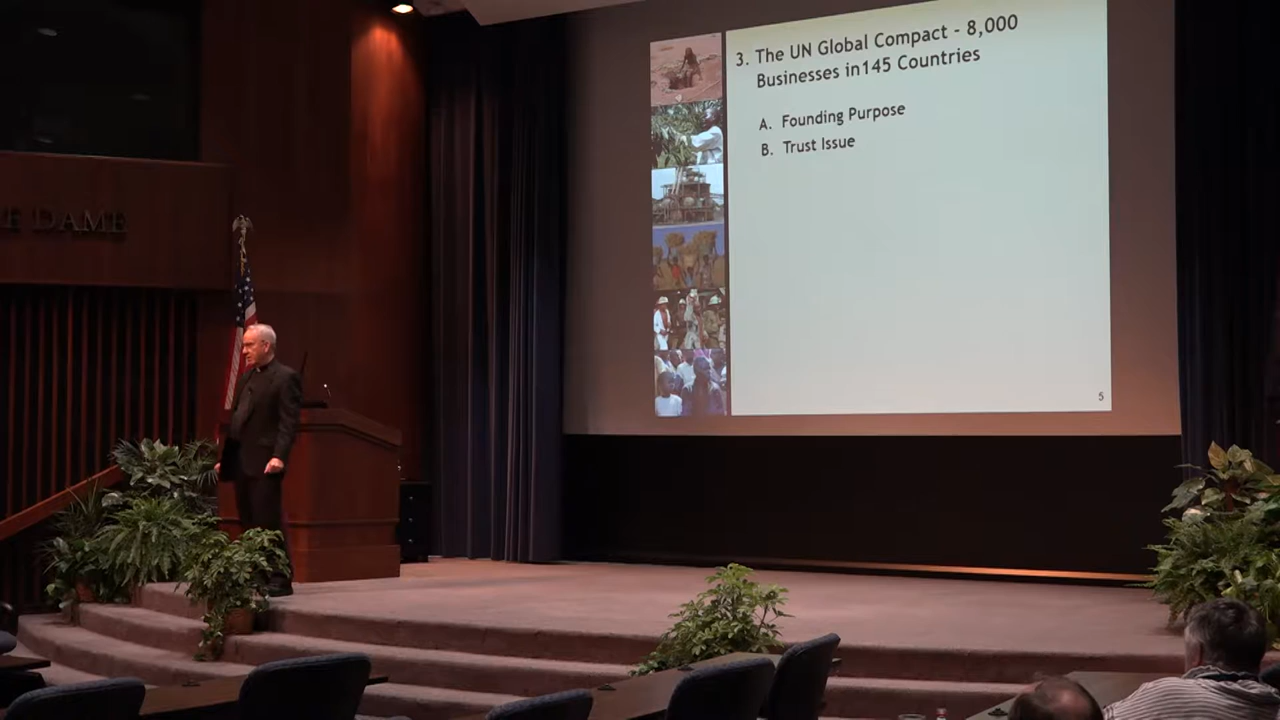 3. The UN Global Compact - 8,000
Businesses in145 Countries
A. Founding Purpose
B. Trust Issue
5
E DAME